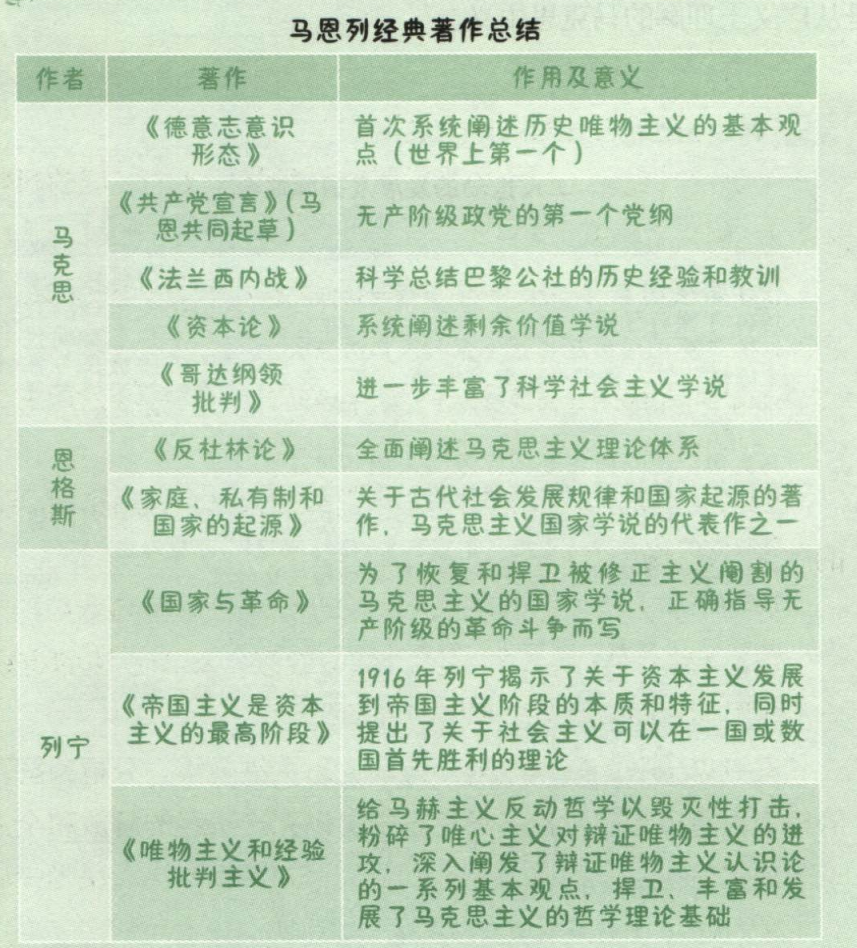 马恩列经典著作总结
作者
著作
作用及意义
马
克
思
《德意志意识
形态》
首次系统阐述历史唯物主义的基本观
点（世界上第一个）
《共产党宣言》（马
恩共同起草）
无产阶级政党的第一个党纲
《法兰西内战》
科学总结巴黎公社的历史经验和教训
《资本论》
系统阐述剩余价值学说
《哥达纲领
批判》
进一步丰富了科学社会主义学说
恩
格
斯
《反杜林论》
全面阐述马克思主义理论体系
《家庭、私有制和
国家的起源》
关于古代社会发展规律和国家起源的著
作，马克思主义国家学说的代表作之一
列宁
《国家与革命》
为了恢复和捍卫被修正主义阉割的
马克思主义的国家学说，正确指导无
产阶级的革命斗争而写
《帝国主义是资本
主义的最高阶段》
1916年列宁揭示了关于资本主义发展
到帝国主义阶段的本质和特征，同时
提出了关于社会主义可以在一国或数
国首先胜利的理论
《唯物主义和经验
批判主义》
给马赫主义反动哲学以毁灭性打击，
粉碎了唯心主义对辩证唯物主义的进
攻，深入阐发了辩证唯物主义认识论
的一系列基本观点，捍卫、丰富和发
展了马克思主义的哲学理论基础